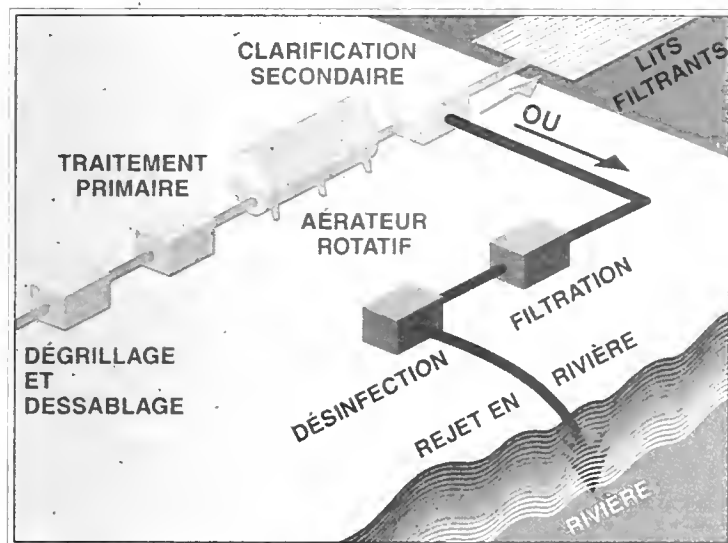 CLARIFICATION
SECONDAIRE
LITS
FILTRANTS
OU
TRAITEMENT
PRIMAIRE
AÉRATEUR
ROTATIF
FILTRATION
DÉGRILLAGE
ET
DESSABLAGE
DÉSINFECTION
REJET EN RIVIÈRE
RIVIÈRE